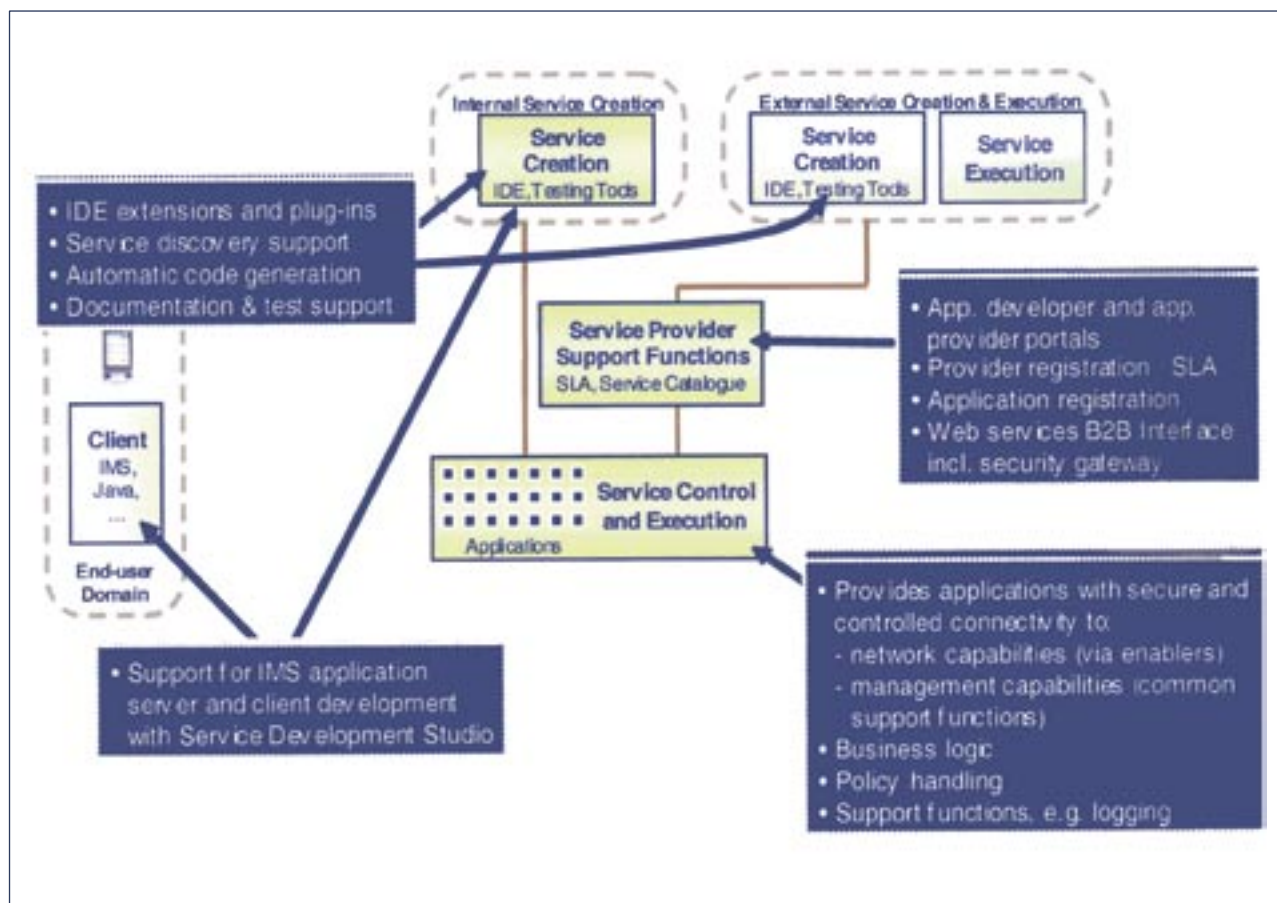 Internal Service Creation
Service
Creation
IDE, Testing Tools
External Service Creation & Execution
Service
Creation
IDE, Testing Tools
Service
Execution
• IDE extensions and plug-ins
• Service discovery support
• Automatic code generation
• Documentation & test support
Service Provider
Support Functions
SLA, Service Catalogue
• App. developer and app.
provider portals
• Provider registration SLA
• Application registration
• Web services B2B Interface
incl. security gateway
Client
IMS,
Java,
...
End-user
Domain
Service Control
and Execution
Applications
• Support for IMS application
server and client development
with Service Development Studio
• Provides applications with secure and
controlled connectivity to:
- network capabilities (via enablers)
- management capabilities (common
support functions)
• Business logic
• Policy handling
• Support functions, e.g. logging